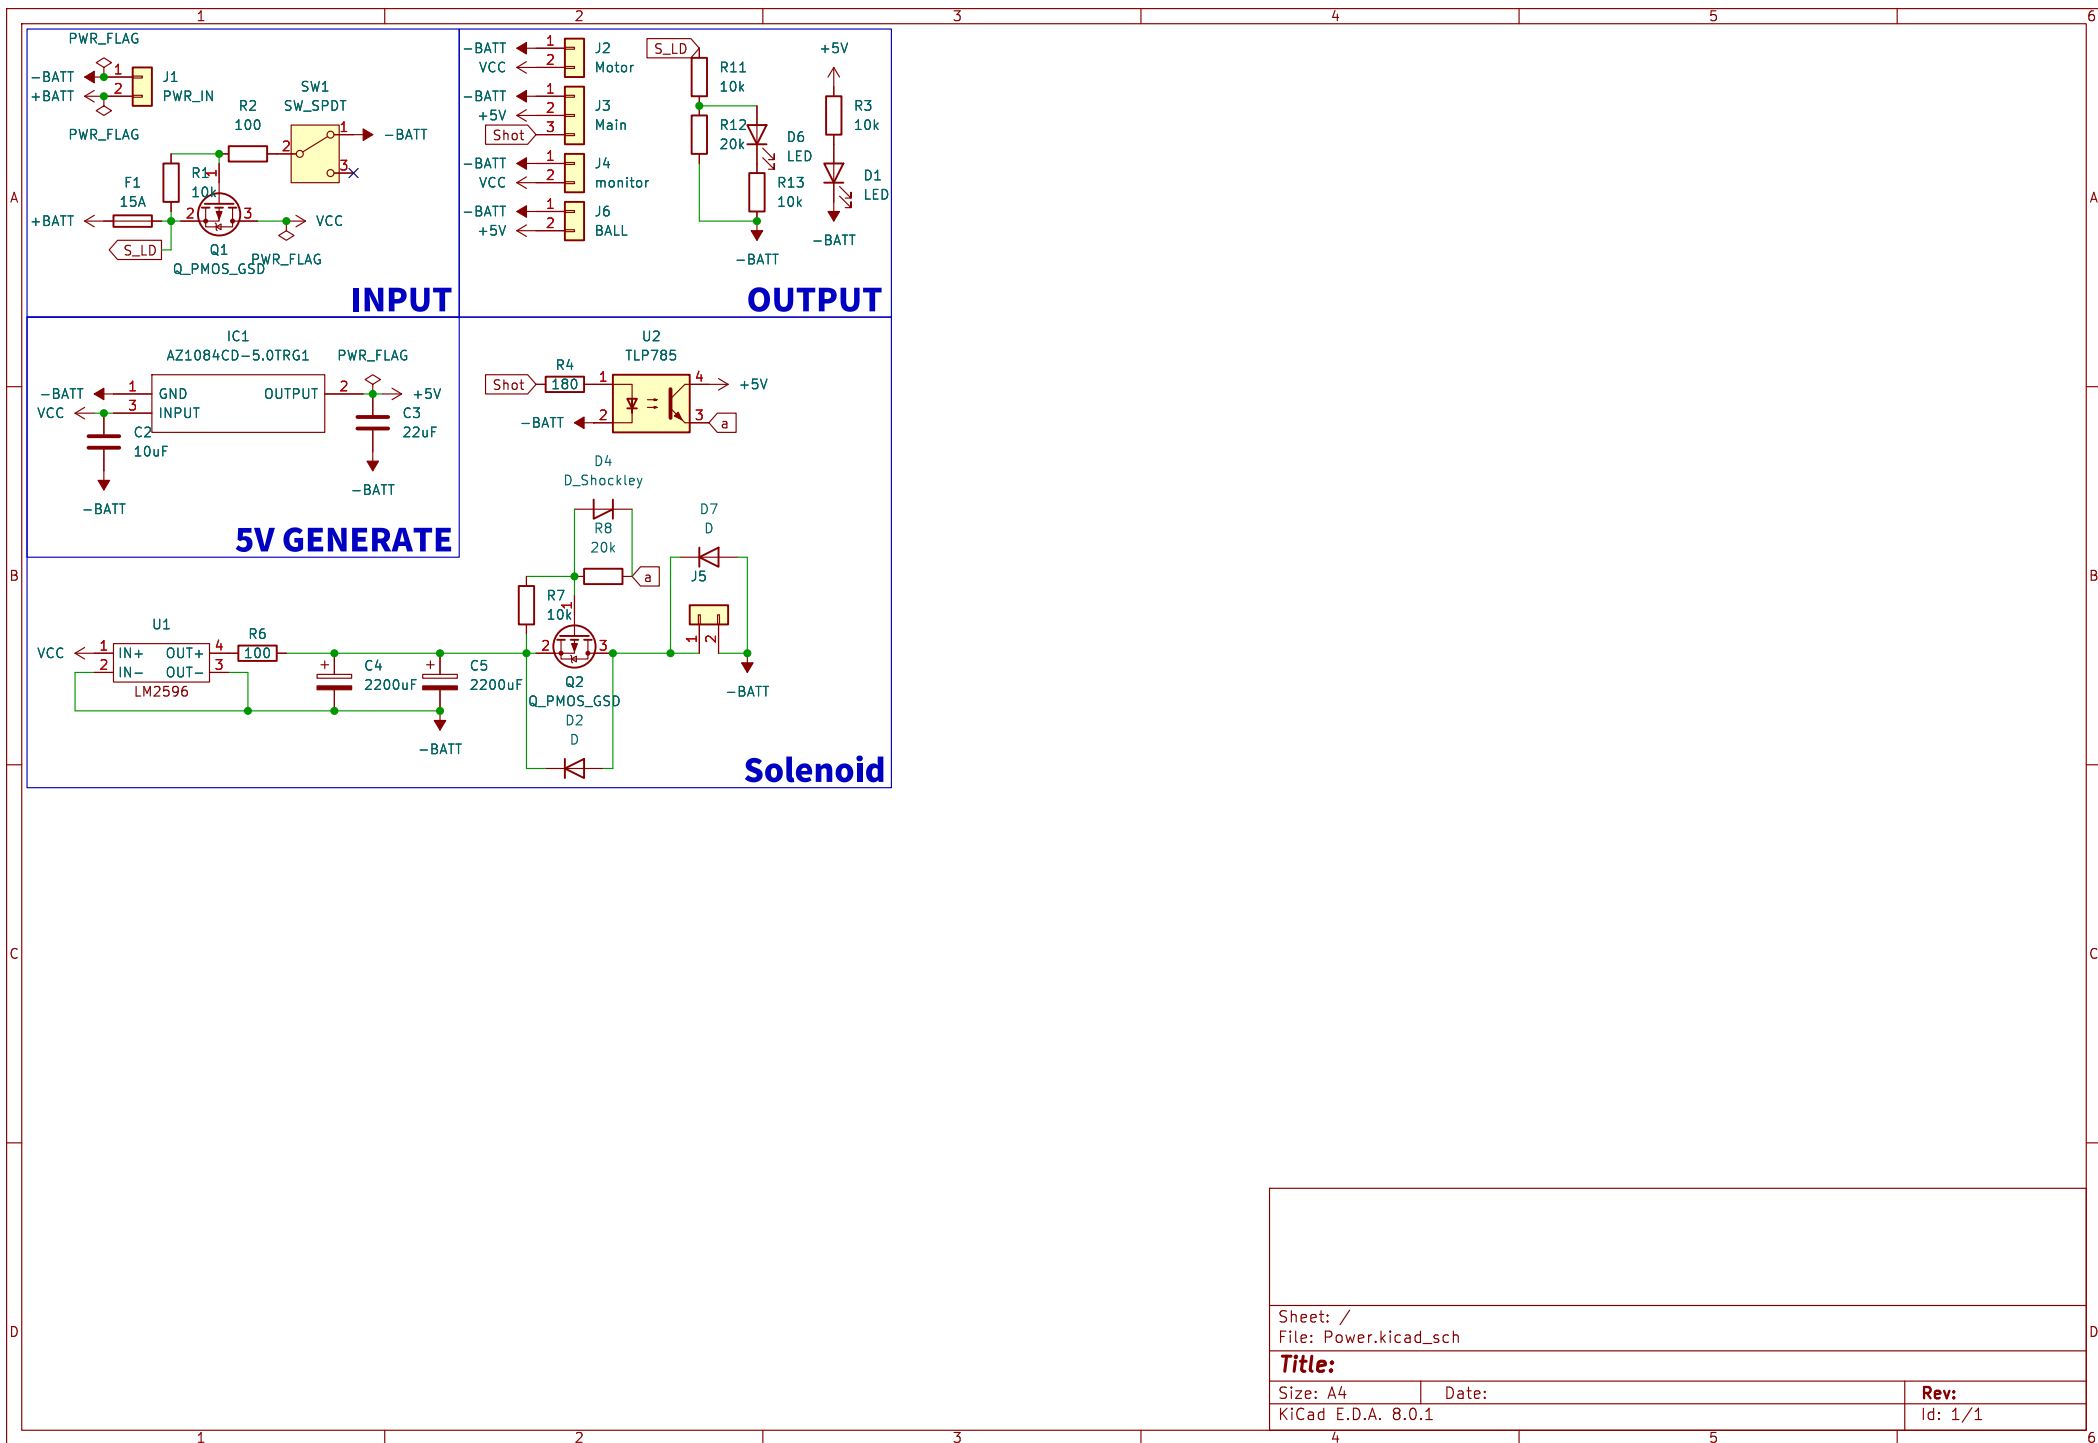 1 2 3 4 5 6
A
B
C
D
PWR_FLAG
-BATT 1 J1
+BATT 2 PWR_IN
PWR_FLAG
R2
100
SW1
SW_SPDT
1 -BATT
2
3
R1
10k
1
F1
15A
+BATT
2 3
VCC
S_LD
Q1
Q_PMOS_GSD
PWR_FLAG
INPUT
-BATT 1 J2
VCC 2 Motor
-BATT 1 J3
+5V 2 Main
Shot 3
-BATT 1 J4
VCC 2 monitor
-BATT 1 J6
+5V 2 BALL
S_LD
R11
10k
R12
20k
D6
LED
R13
10k
-BATT
+5V
R3
10k
D1
LED
-BATT
OUTPUT
IC1
AZ1084CD-5.0TRG1
PWR_FLAG
-BATT 1 GND OUTPUT 2 +5V
VCC 3 INPUT
C2
10uF
-BATT
C3
22uF
-BATT
5V GENERATE
U2
TLP785
Shot R4 180 1 4 +5V
-BATT 2 3 a
D4
D_Shockley
R8
20k
a
D7
D
J5
1 2
R7
10k
1
2 3
Q2
Q_PMOS_GSD
D2
D
-BATT
U1
VCC 1 IN+ OUT+ 4
2 IN- OUT- 3
LM2596
R6
100
+ C4
2200uF
+ C5
2200uF
-BATT
Solenoid
Sheet: /
File: Power.kicad_sch
Title:
Size: A4 Date: Rev:
KiCad E.D.A. 8.0.1 Id: 1/1
A
B
C
D
1 2 3 4 5 6